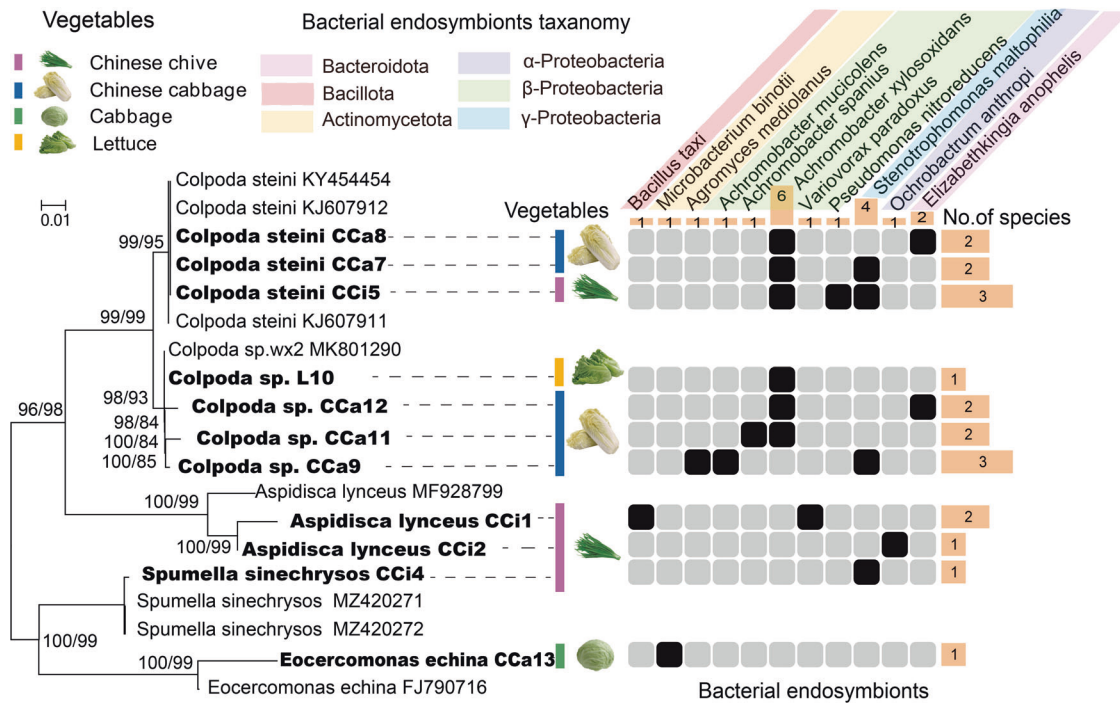 Vegetables
Chinese chive
Chinese cabbage
Cabbage
Lettuce
Bacterial endosymbionts taxanomy
Bacteroidota
Bacillota
Actinomycetota
α-Proteobacteria
β-Proteobacteria
γ-Proteobacteria
Bacillus taxi
Microbacterium binotii
Agromyces mediolanus
Achromobacter mucicolens
Achromobacter spanius
Achromobacter xylosoxidans
Variovorax paradoxus
Pseudomonas nitroreducens
Stenotrophomonas maltophilia
Ochrobactrum anthropi
Elizabethkingia anophelis
1 1 1 1 1 6 1 1 4 1 2
No.of species
Vegetables
0.01
Colpoda steini KY454454
Colpoda steini KJ607912
99/95
Colpoda steini CCa8
2
Colpoda steini CCa7
2
Colpoda steini CCi5
3
99/99
Colpoda steini KJ607911
Colpoda sp.wx2 MK801290
Colpoda sp. L10
1
98/93
Colpoda sp. CCa12
2
96/98
98/84
100/84
Colpoda sp. CCa11
2
100/85
Colpoda sp. CCa9
3
100/99
Aspidisca lynceus MF928799
Aspidisca lynceus CCi1
2
100/99
Aspidisca lynceus CCi2
1
Spumella sinechrysos CCi4
1
Spumella sinechrysos MZ420271
Spumella sinechrysos MZ420272
100/99
100/99
Eocercomonas echina CCa13
1
Eocercomonas echina FJ790716
Bacterial endosymbionts